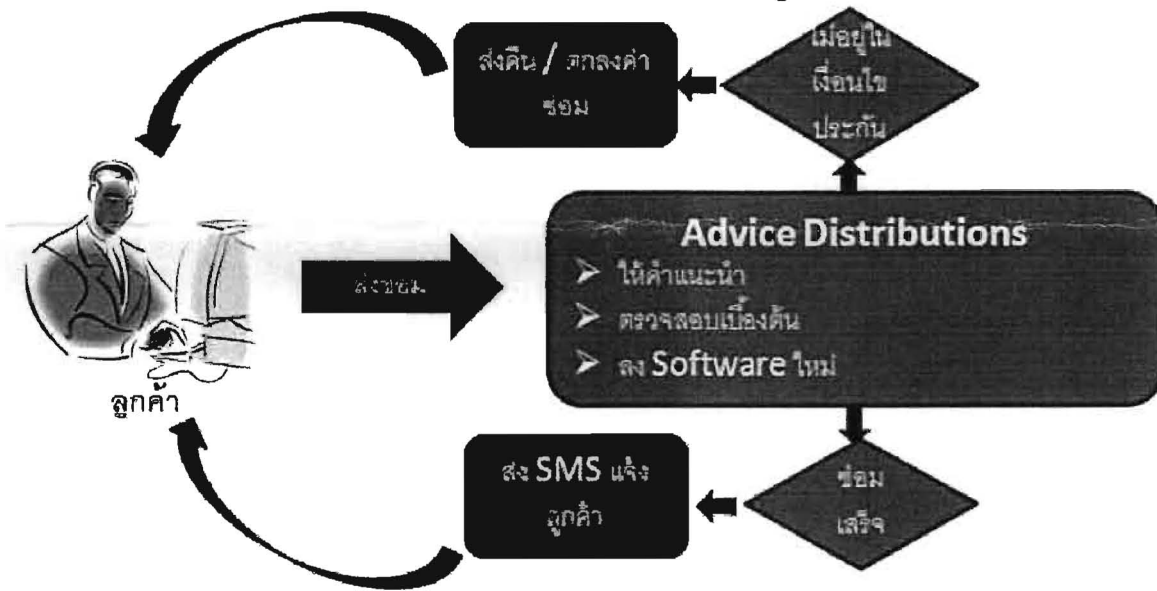 ส่งคืน / ตกลงค่า
ซ่อม
ไม่อยู่ใน
เงื่อนไข
ประกัน
ส่งซ่อม
Advice Distributions
➤ ให้คำแนะนำ
➤ ตรวจสอบเบื้องต้น
➤ ลง Software ใหม่
ลูกค้า
ส่ง SMS แจ้ง
ลูกค้า
ซ่อม
เสร็จ